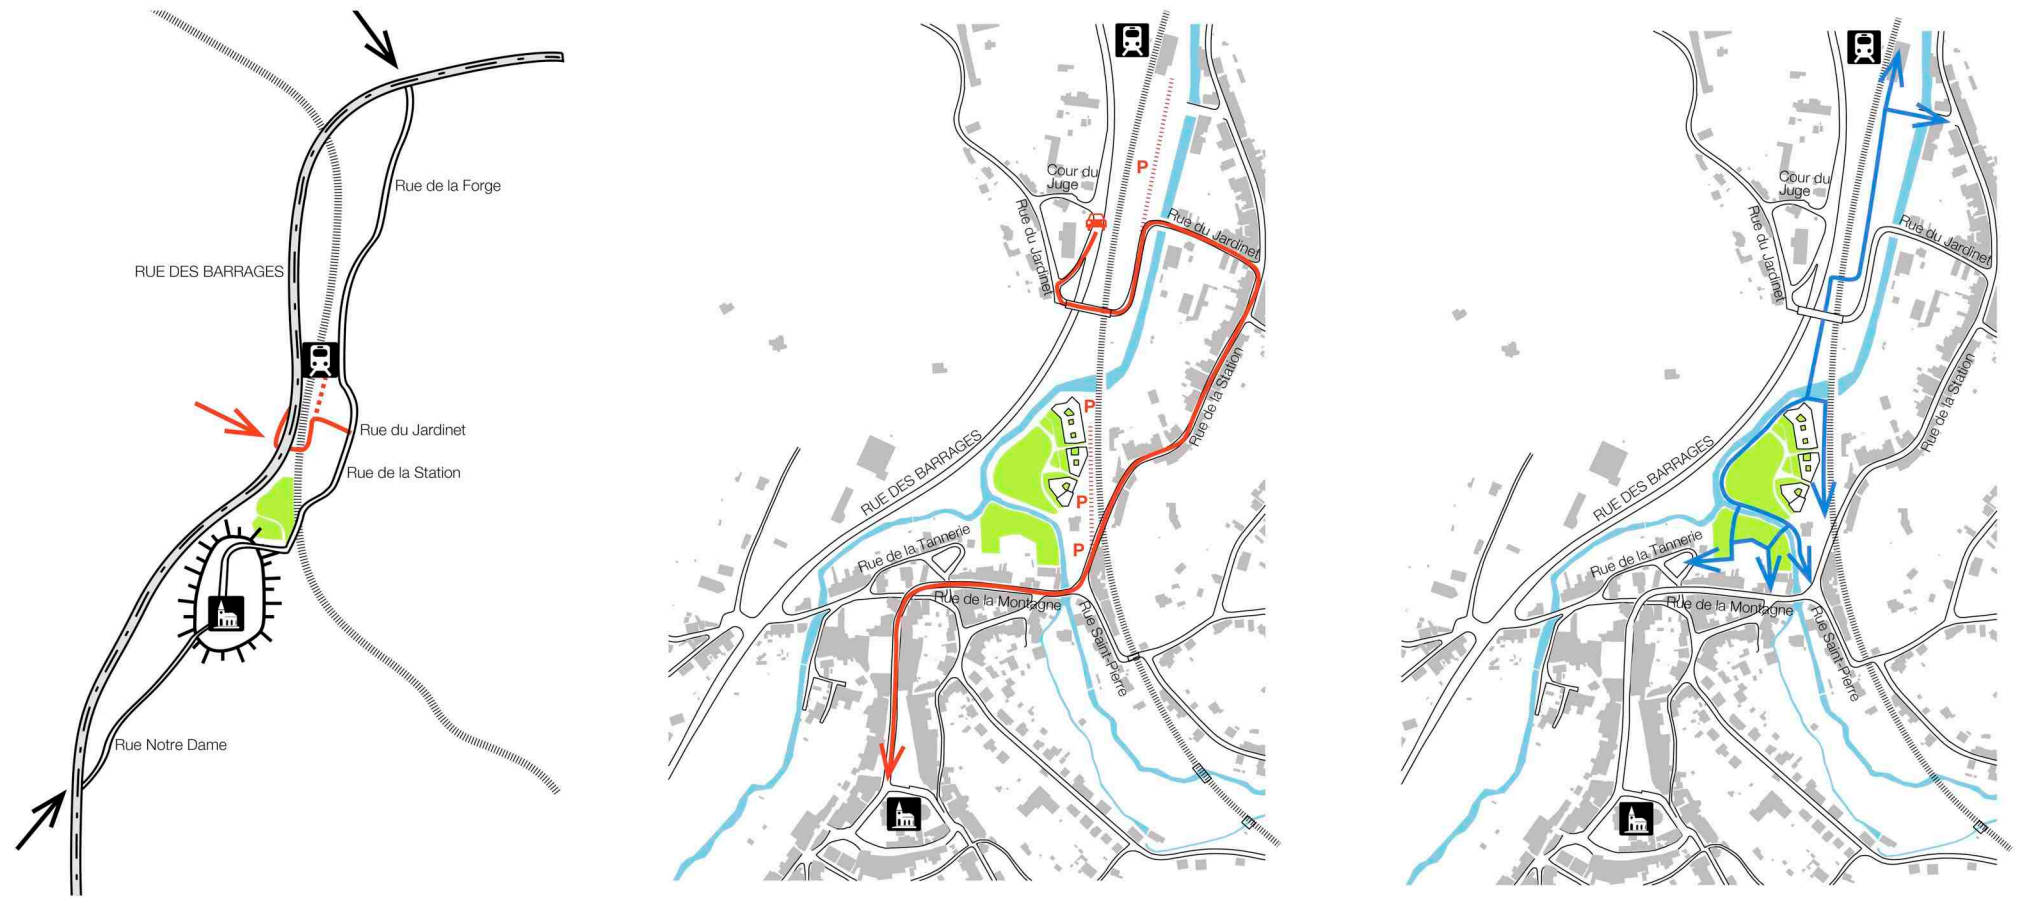 Rue de la Forge
RUE DES BARRAGES
Rue du Jardinet
Rue de la Station
Rue Notre Dame
P
Cour du
Juge
Rue du Jardinet
Rue du Jardinet
Rue de la Station
P
RUE DES BARRAGES
P
P
Rue de la Tannerie
Rue de la Montagne
Rue Saint-Pierre
Cour du
Juge
Rue du Jardinet
Rue du Jardinet
Rue de la Station
RUE DES BARRAGES
Rue de la Tannerie
Rue de la Montagne
Rue Saint-Pierre